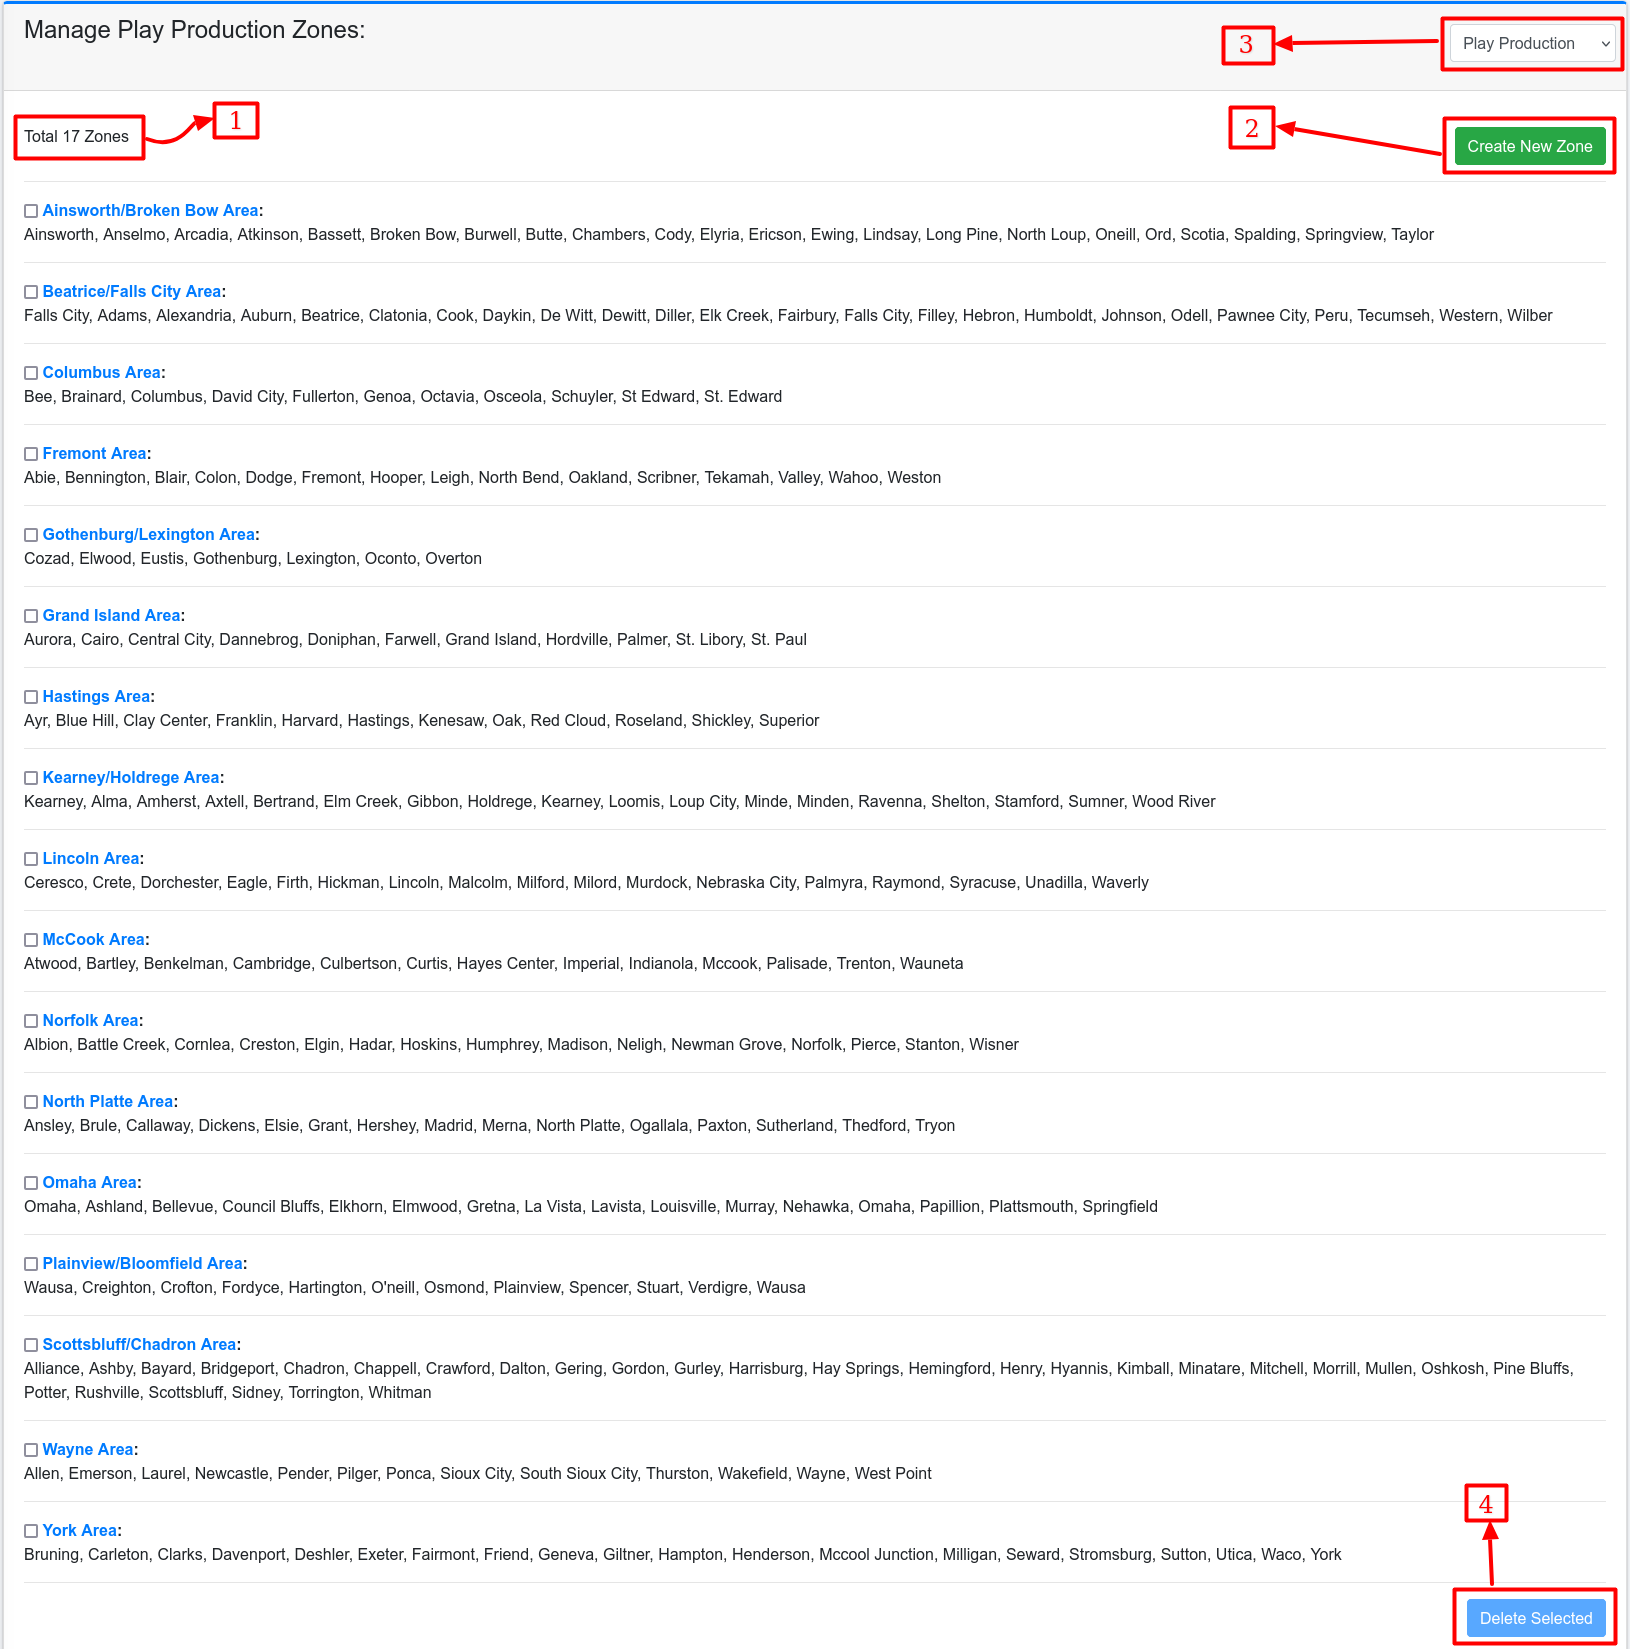 Manage Play Production Zones:
3
Play Production
Total 17 Zones
1
2
Create New Zone
Ainsworth/Broken Bow Area:
Ainsworth, Anselmo, Arcadia, Atkinson, Bassett, Broken Bow, Burwell, Butte, Chambers, Cody, Elyria, Ericson, Ewing, Lindsay, Long Pine, North Loup, Oneill, Ord, Scotia, Spalding, Springview, Taylor
Beatrice/Falls City Area:
Falls City, Adams, Alexandria, Auburn, Beatrice, Clatonia, Cook, Daykin, De Witt, Dewitt, Diller, Elk Creek, Fairbury, Falls City, Filley, Hebron, Humboldt, Johnson, Odell, Pawnee City, Peru, Tecumseh, Western, Wilber
Columbus Area:
Bee, Brainard, Columbus, David City, Fullerton, Genoa, Octavia, Osceola, Schuyler, St Edward, St. Edward
Fremont Area:
Abie, Bennington, Blair, Colon, Dodge, Fremont, Hooper, Leigh, North Bend, Oakland, Scribner, Tekamah, Valley, Wahoo, Weston
Gothenburg/Lexington Area:
Cozad, Elwood, Eustis, Gothenburg, Lexington, Oconto, Overton
Grand Island Area:
Aurora, Cairo, Central City, Dannebrog, Doniphan, Farwell, Grand Island, Hordville, Palmer, St. Libory, St. Paul
Hastings Area:
Ayr, Blue Hill, Clay Center, Franklin, Harvard, Hastings, Kenesaw, Oak, Red Cloud, Roseland, Shickley, Superior
Kearney/Holdrege Area:
Kearney, Alma, Amherst, Axtell, Bertrand, Elm Creek, Gibbon, Holdrege, Kearney, Loomis, Loup City, Minde, Minden, Ravenna, Shelton, Stamford, Sumner, Wood River
Lincoln Area:
Ceresco, Crete, Dorchester, Eagle, Firth, Hickman, Lincoln, Malcolm, Milford, Milord, Murdock, Nebraska City, Palmyra, Raymond, Syracuse, Unadilla, Waverly
McCook Area:
Atwood, Bartley, Benkelman, Cambridge, Culbertson, Curtis, Hayes Center, Imperial, Indianola, Mccook, Palisade, Trenton, Wauneta
Norfolk Area:
Albion, Battle Creek, Cornlea, Creston, Elgin, Hadar, Hoskins, Humphrey, Madison, Neligh, Newman Grove, Norfolk, Pierce, Stanton, Wisner
North Platte Area:
Ansley, Brule, Callaway, Dickens, Elsie, Grant, Hershey, Madrid, Merna, North Platte, Ogallala, Paxton, Sutherland, Thedford, Tryon
Omaha Area:
Omaha, Ashland, Bellevue, Council Bluffs, Elkhorn, Elmwood, Gretna, La Vista, Lavista, Louisville, Murray, Nehawka, Omaha, Papillion, Plattsmouth, Springfield
Plainview/Bloomfield Area:
Wausa, Creighton, Crofton, Fordyce, Hartington, O'neill, Osmond, Plainview, Spencer, Stuart, Verdigre, Wausa
Scottsbluff/Chadron Area:
Alliance, Ashby, Bayard, Bridgeport, Chadron, Chappell, Crawford, Dalton, Gering, Gordon, Gurley, Harrisburg, Hay Springs, Hemingford, Henry, Hyannis, Kimball, Minatare, Mitchell, Morrill, Mullen, Oshkosh, Pine Bluffs,
Potter, Rushville, Scottsbluff, Sidney, Torrington, Whitman
Wayne Area:
Allen, Emerson, Laurel, Newcastle, Pender, Pilger, Ponca, Sioux City, South Sioux City, Thurston, Wakefield, Wayne, West Point
4
York Area:
Bruning, Carleton, Clarks, Davenport, Deshler, Exeter, Fairmont, Friend, Geneva, Giltner, Hampton, Henderson, Mccool Junction, Milligan, Seward, Stromsburg, Sutton, Utica, Waco, York
Delete Selected